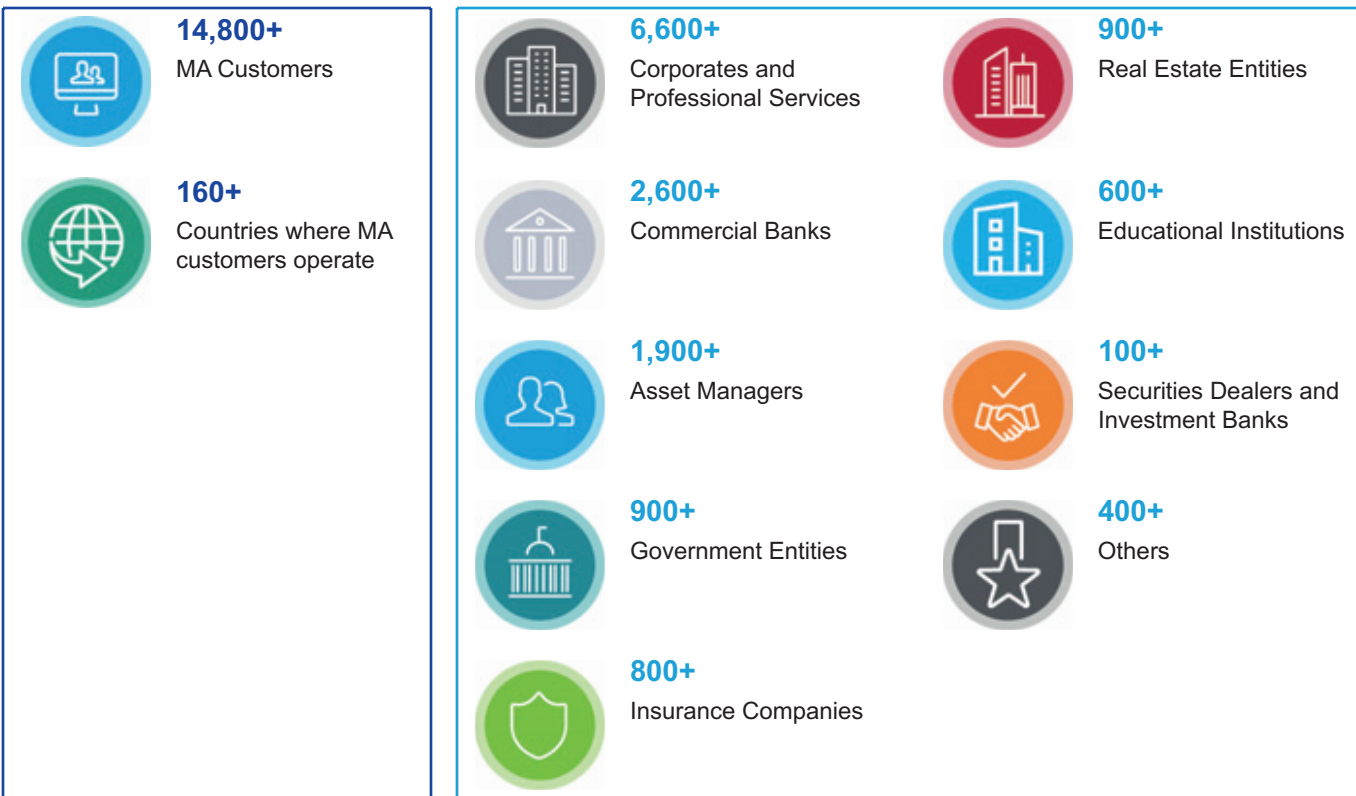 14,800+
MA Customers
160+
Countries where MA
customers operate
6,600+
Corporates and
Professional Services
2,600+
Commercial Banks
1,900+
Asset Managers
900+
Government Entities
800+
Insurance Companies
900+
Real Estate Entities
600+
Educational Institutions
100+
Securities Dealers and
Investment Banks
400+
Others